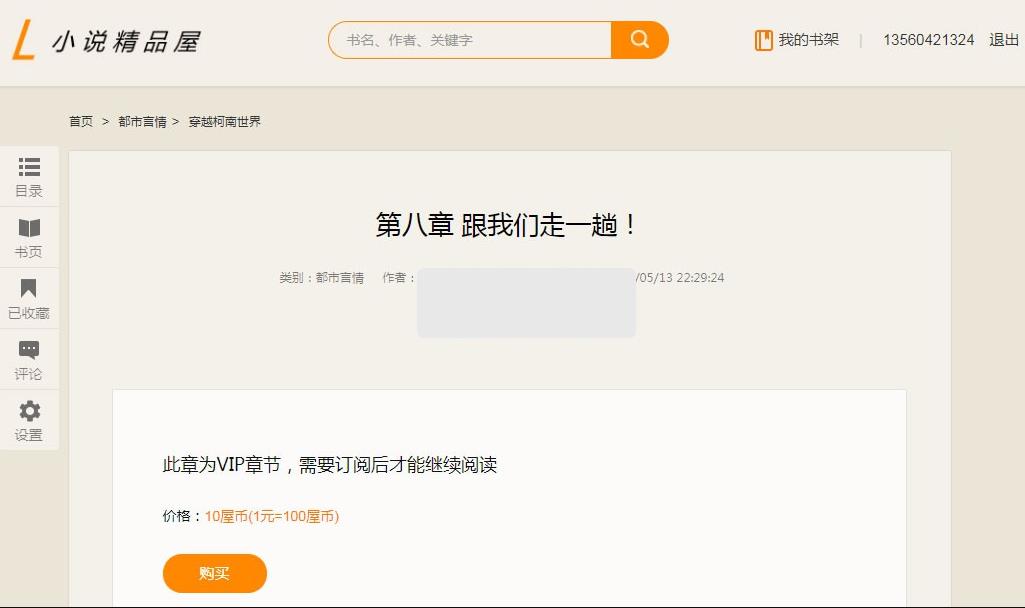 小说精品屋
书名、作者、关键字
我的书架 | 13560421324 退出
首页 > 都市言情 > 穿越柯南世界
目录
书页
已收藏
评论
设置
第八章 跟我们走一趟！
类别：都市言情 作者： /05/13 22:29:24
此章为VIP章节，需要订阅后才能继续阅读
价格：10屋币(1元=100屋币)
购买